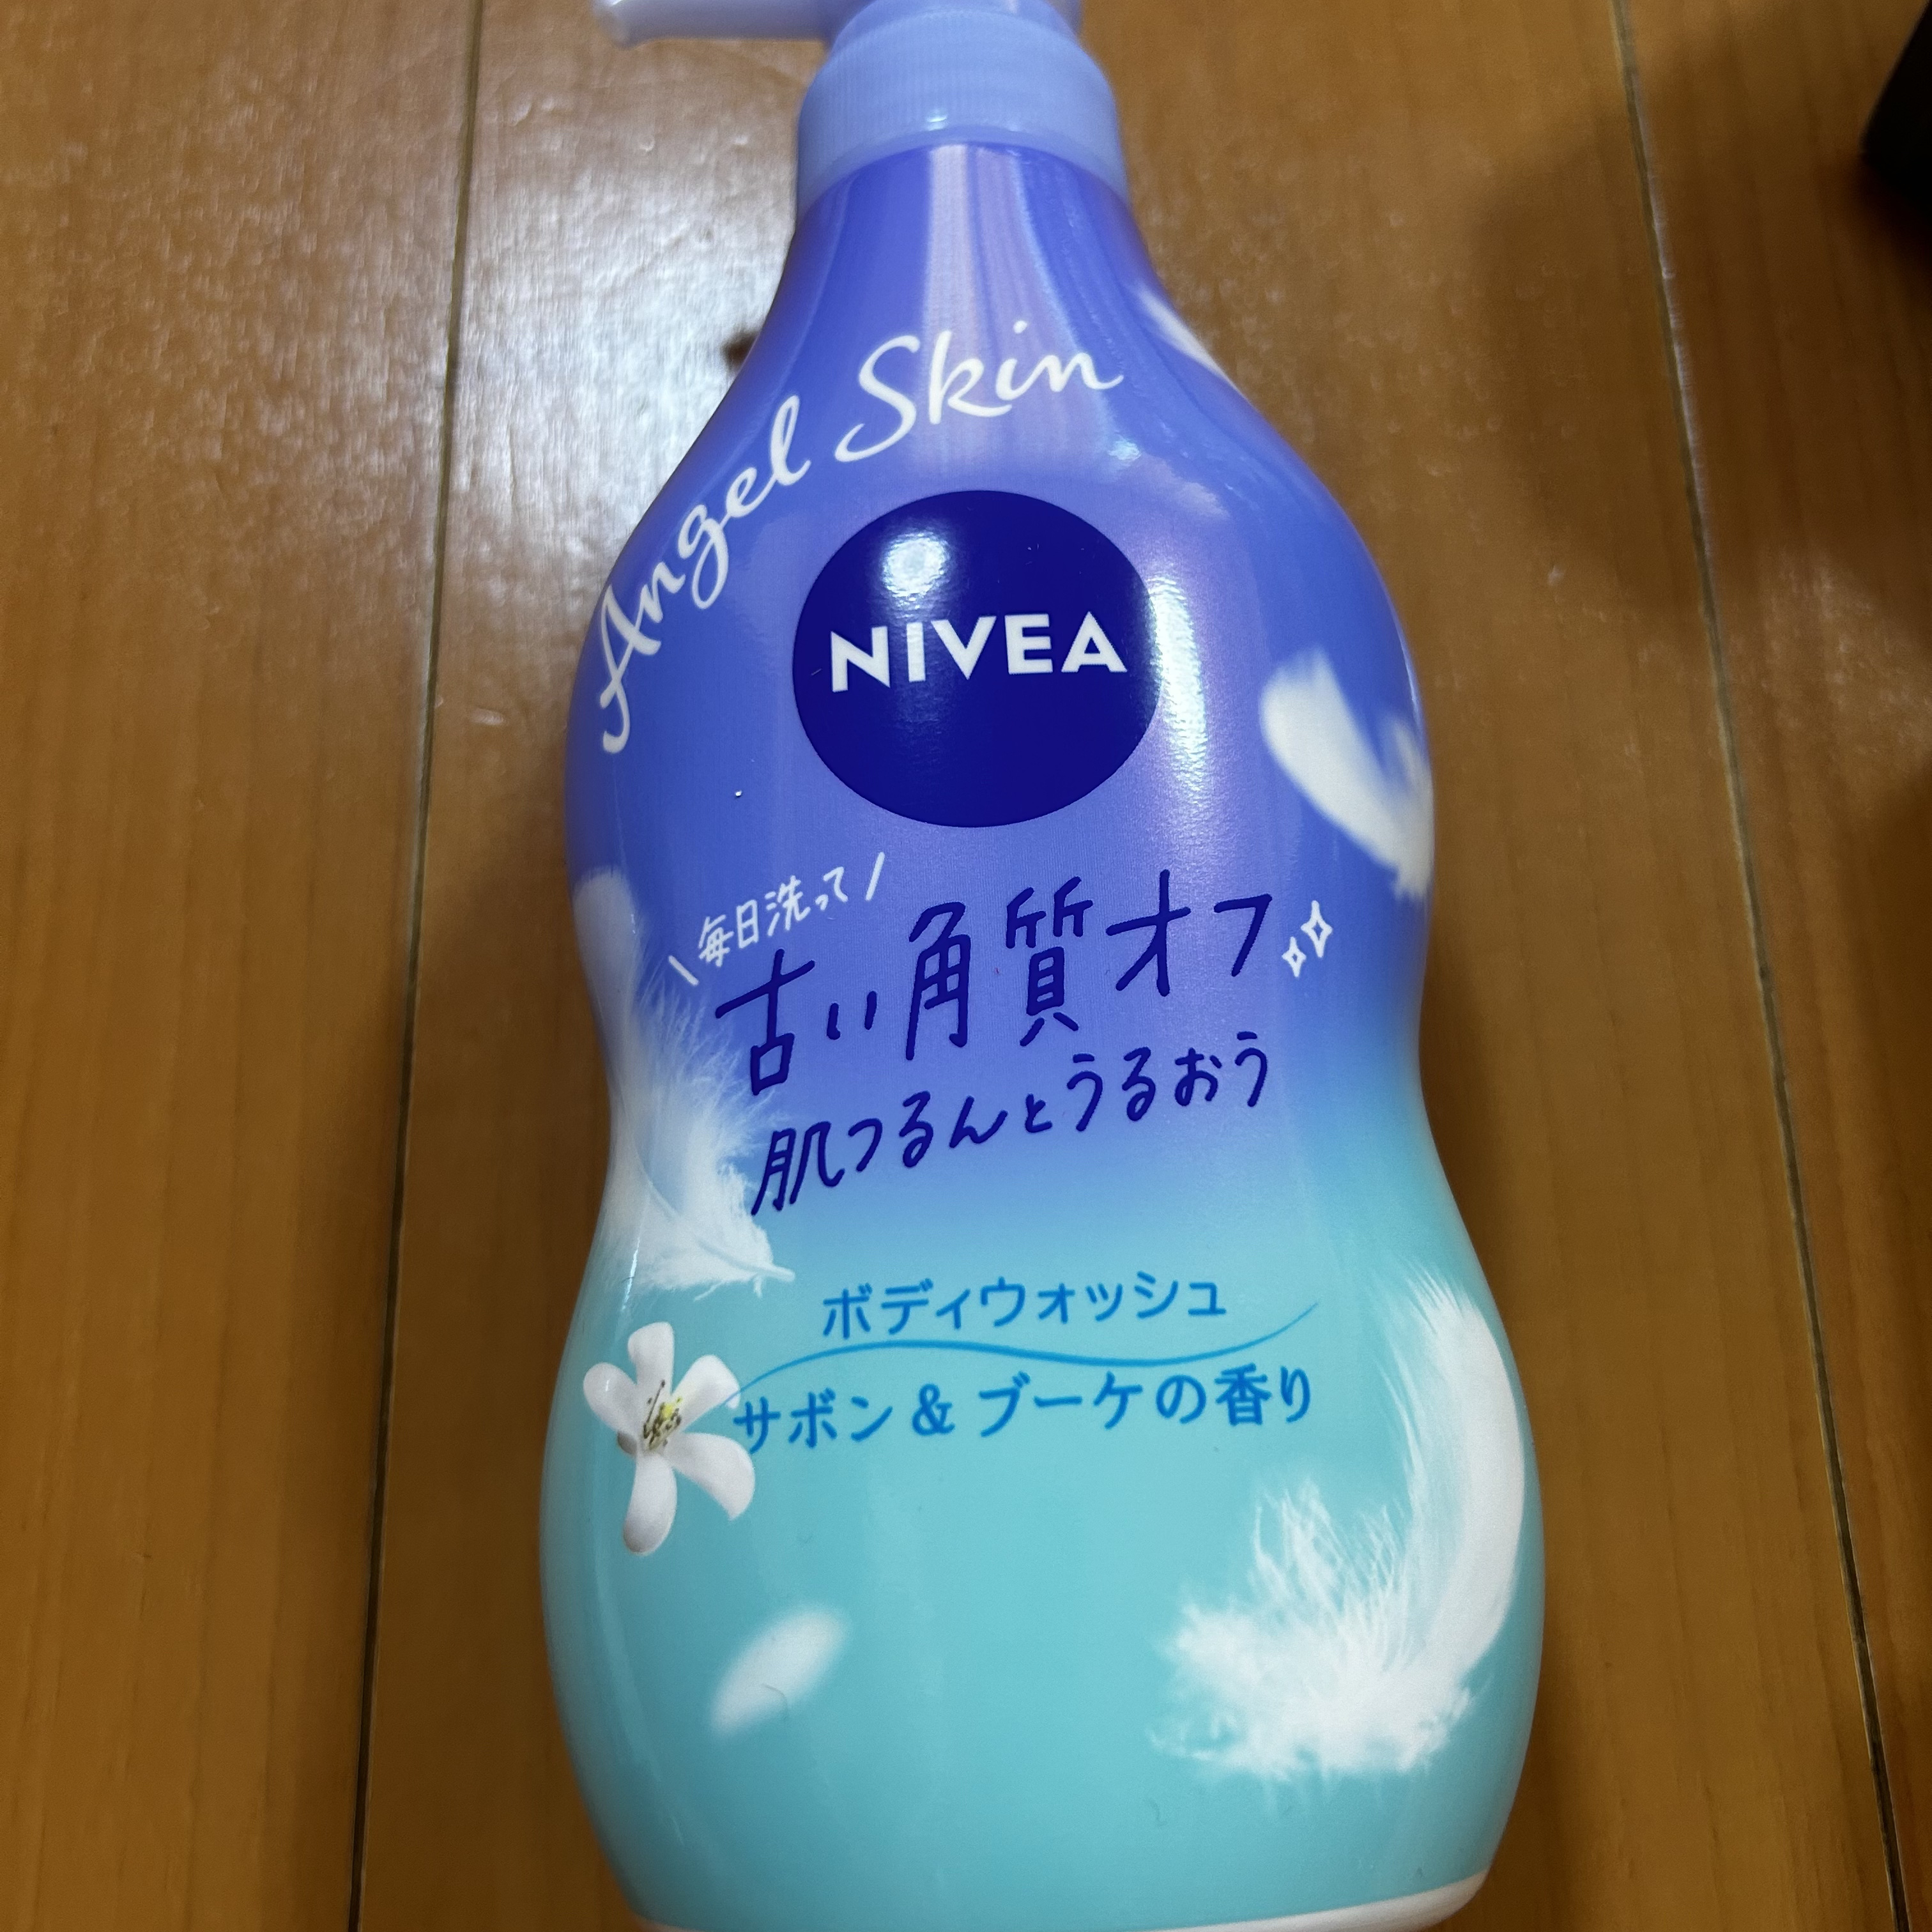 Angel Skin
NIVEA
\ 毎日洗って /
古い角質オフ
肌つるんとうるおう
ボディウォッシュ
サボン & ブーケの香り